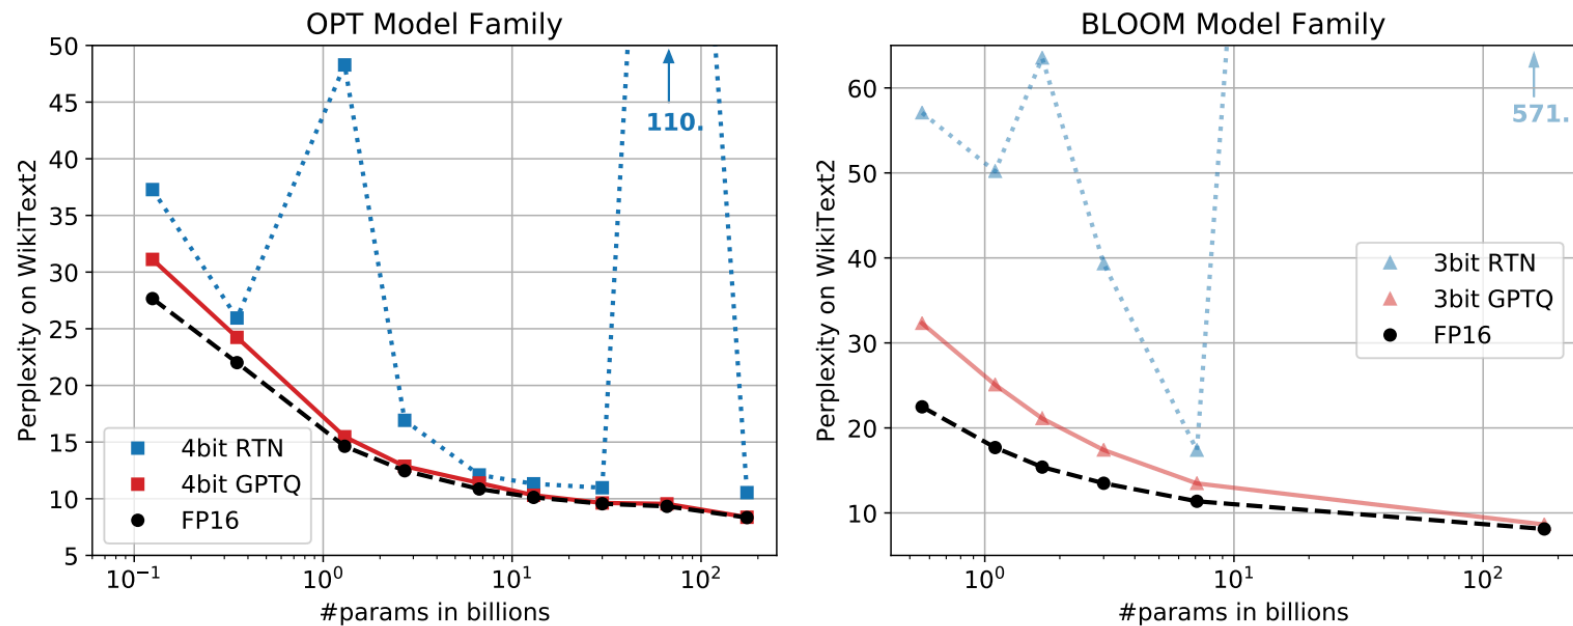 OPT Model Family
50
45
40
35
30
25
20
15
10
5
Perplexity on WikiText2
110.
4bit RTN
4bit GPTQ
FP16
10⁻¹
10⁰
10¹
10²
#params in billions
BLOOM Model Family
60
50
40
30
20
10
Perplexity on WikiText2
571.
3bit RTN
3bit GPTQ
FP16
10⁰
10¹
10²
#params in billions